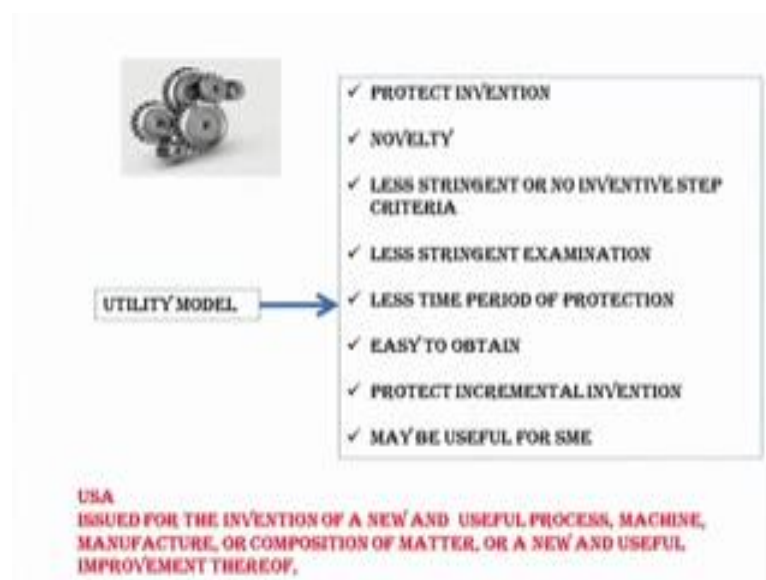 PROTECT INVENTION
NOVELTY
LESS STRINGENT OR NO INVENTIVE STEP
CRITERIA
LESS STRINGENT EXAMINATION
UTILITY MODEL
LESS TIME PERIOD OF PROTECTION
EASY TO OBTAIN
PROTECT INCREMENTAL INVENTION
MAY BE USEFUL FOR SME
USA
ISSUED FOR THE INVENTION OF A NEW AND USEFUL PROCESS, MACHINE,
MANUFACTURE, OR COMPOSITION OF MATTER, OR A NEW AND USEFUL
IMPROVEMENT THEREOF,